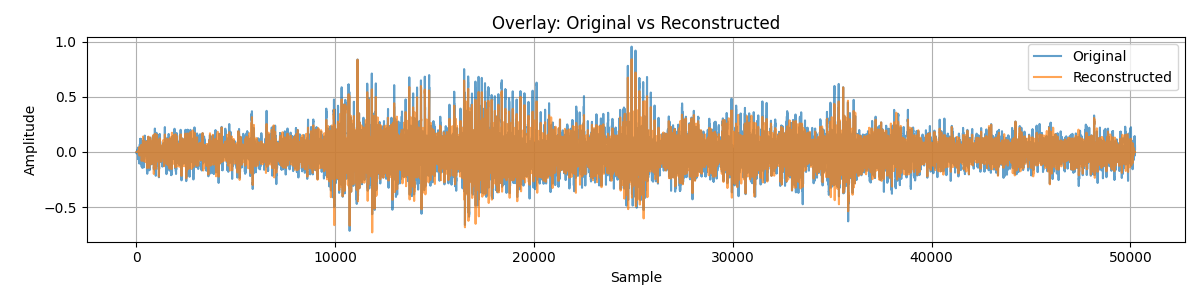 Overlay: Original vs Reconstructed
Original
Reconstructed
Amplitude
1.0
0.5
0.0
−0.5
0
10000
20000
30000
40000
50000
Sample